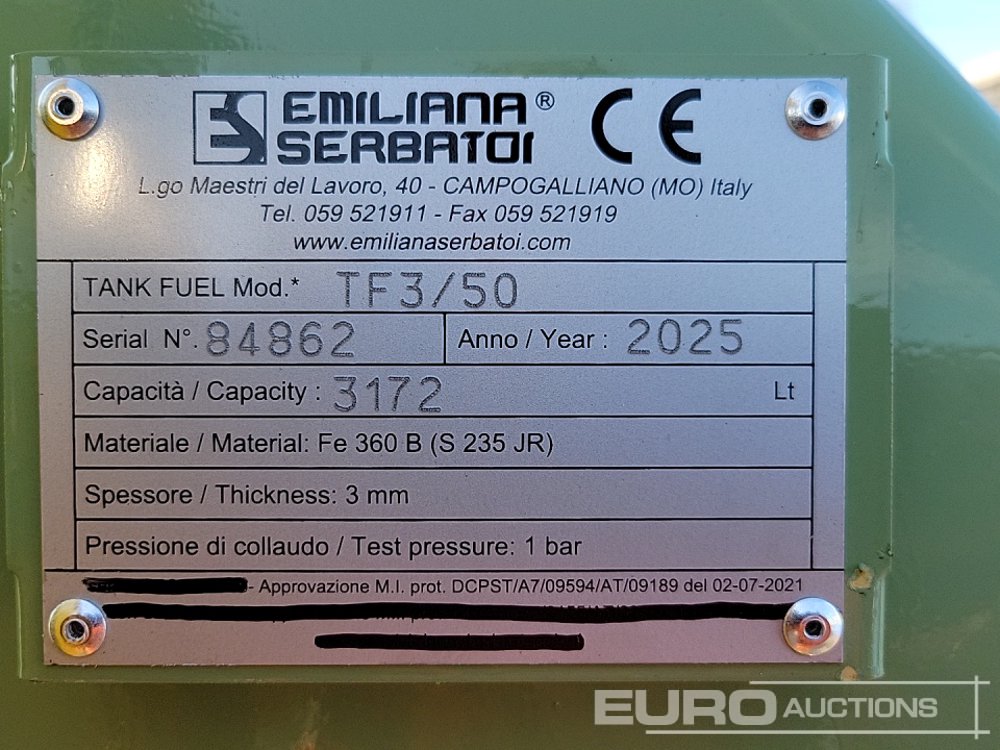 EMILIANA® CE
SERBATOI
L.go Maestri del Lavoro, 40 - CAMPOGALLIANO (MO) Italy
Tel. 059 521911 - Fax 059 521919
www.emilianaserbatoi.com
TANK FUEL Mod.* TF3/50
Serial N°. 84862 Anno / Year : 2025
Capacità / Capacity : 3172 Lt
Materiale / Material: Fe 360 B (S 235 JR)
Spessore / Thickness: 3 mm
Pressione di collaudo / Test pressure: 1 bar
- Approvazione M.I. prot. DCPST/A7/09594/AT/09189 del 02-07-2021
EURO AUCTIONS